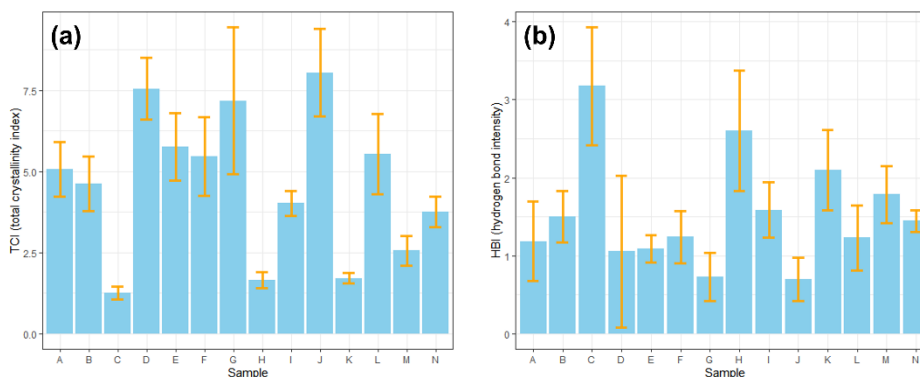 (a)
TCI (total crystallinity index)
7.5
5.0
2.5
0.0
A B C D E F G H I J K L M N
Sample
(b)
HBI (hydrogen bond intensity)
4
3
2
1
0
A B C D E F G H I J K L M N
Sample